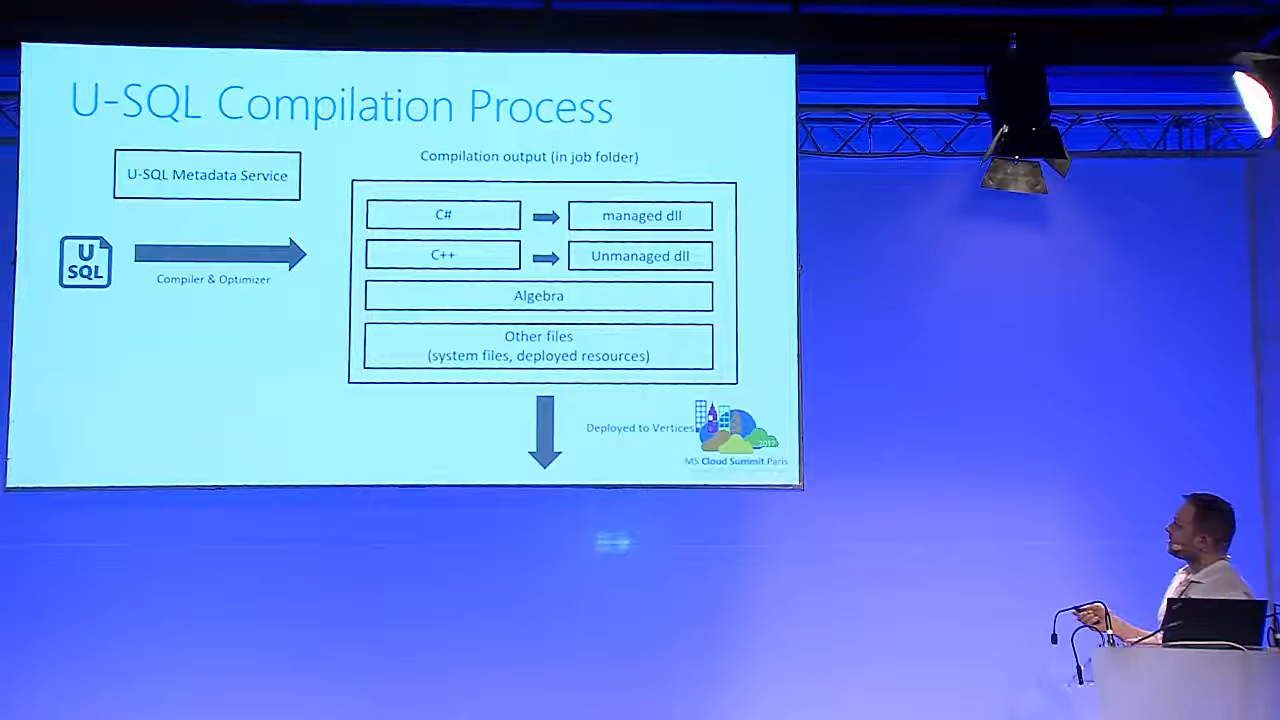 U-SQL Compilation Process
Compilation output (in job folder)
U-SQL Metadata Service
C#
managed dll
C++
Unmanaged dll
U
SQL
Compiler & Optimizer
Algebra
Other files
(system files, deployed resources)
Deployed to Vertices
2017
MS Cloud Summit Paris